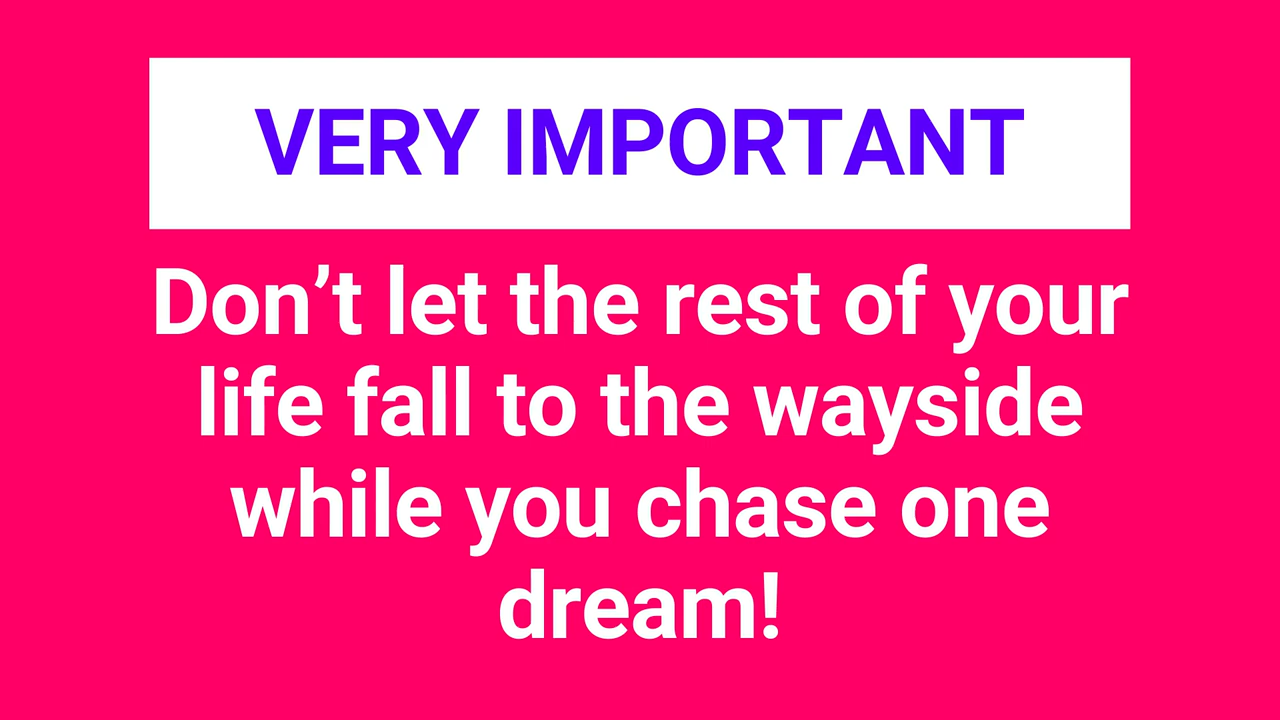 VERY IMPORTANT
Don’t let the rest of your
life fall to the wayside
while you chase one
dream!